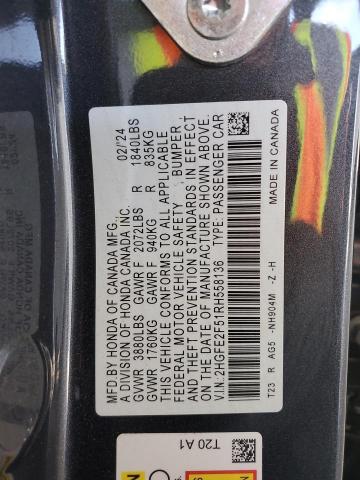 MFD BY HONDA OF CANADA MFG., 02/'24
A DIVISION OF HONDA CANADA INC.
GVWR 3880LBS GAWR F 2072LBS R 1840LBS
GVWR 1760KG GAWR F 940KG R 835KG
THIS VEHICLE CONFORMS TO ALL APPLICABLE
FEDERAL MOTOR VEHICLE SAFETY, BUMPER,
AND THEFT PREVENTION STANDARDS IN EFFECT
ON THE DATE OF MANUFACTURE SHOWN ABOVE.
V.I.N: 2HGFE2F51RH558136 TYPE: PASSENGER CAR
T23 R AG5 -NH904M -Z -H
MADE IN CANADA
T20 A1